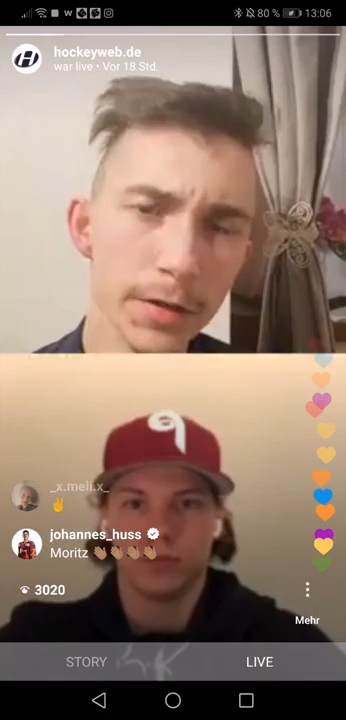 80 %
13:06
hockeyweb.de
war live • Vor 18 Std.
_x.meli.x_
✌
johannes_huss
Moritz 👏🏽👏🏽👏🏽👏🏽
3020
Mehr
STORY
LIVE